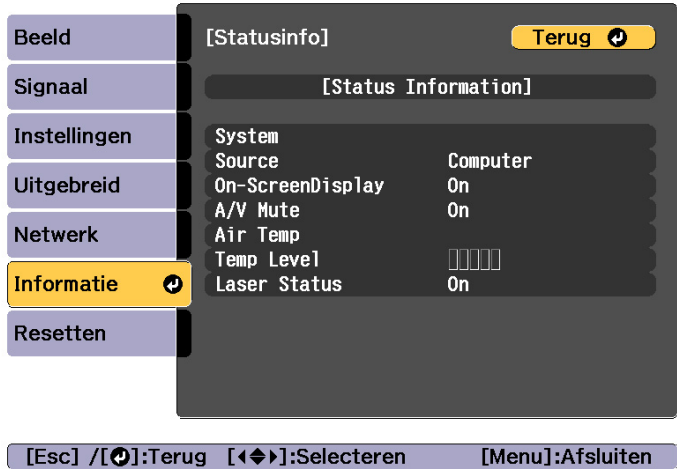 Beeld
Signaal
Instellingen
Uitgebreid
Netwerk
Informatie
Resetten
[Statusinfo] Terug
[Status Information]
System
Source Computer
On-ScreenDisplay On
A/V Mute On
Air Temp
Temp Level
Laser Status On
[Esc] /[ ]:Terug [ ]:Selecteren [Menu]:Afsluiten